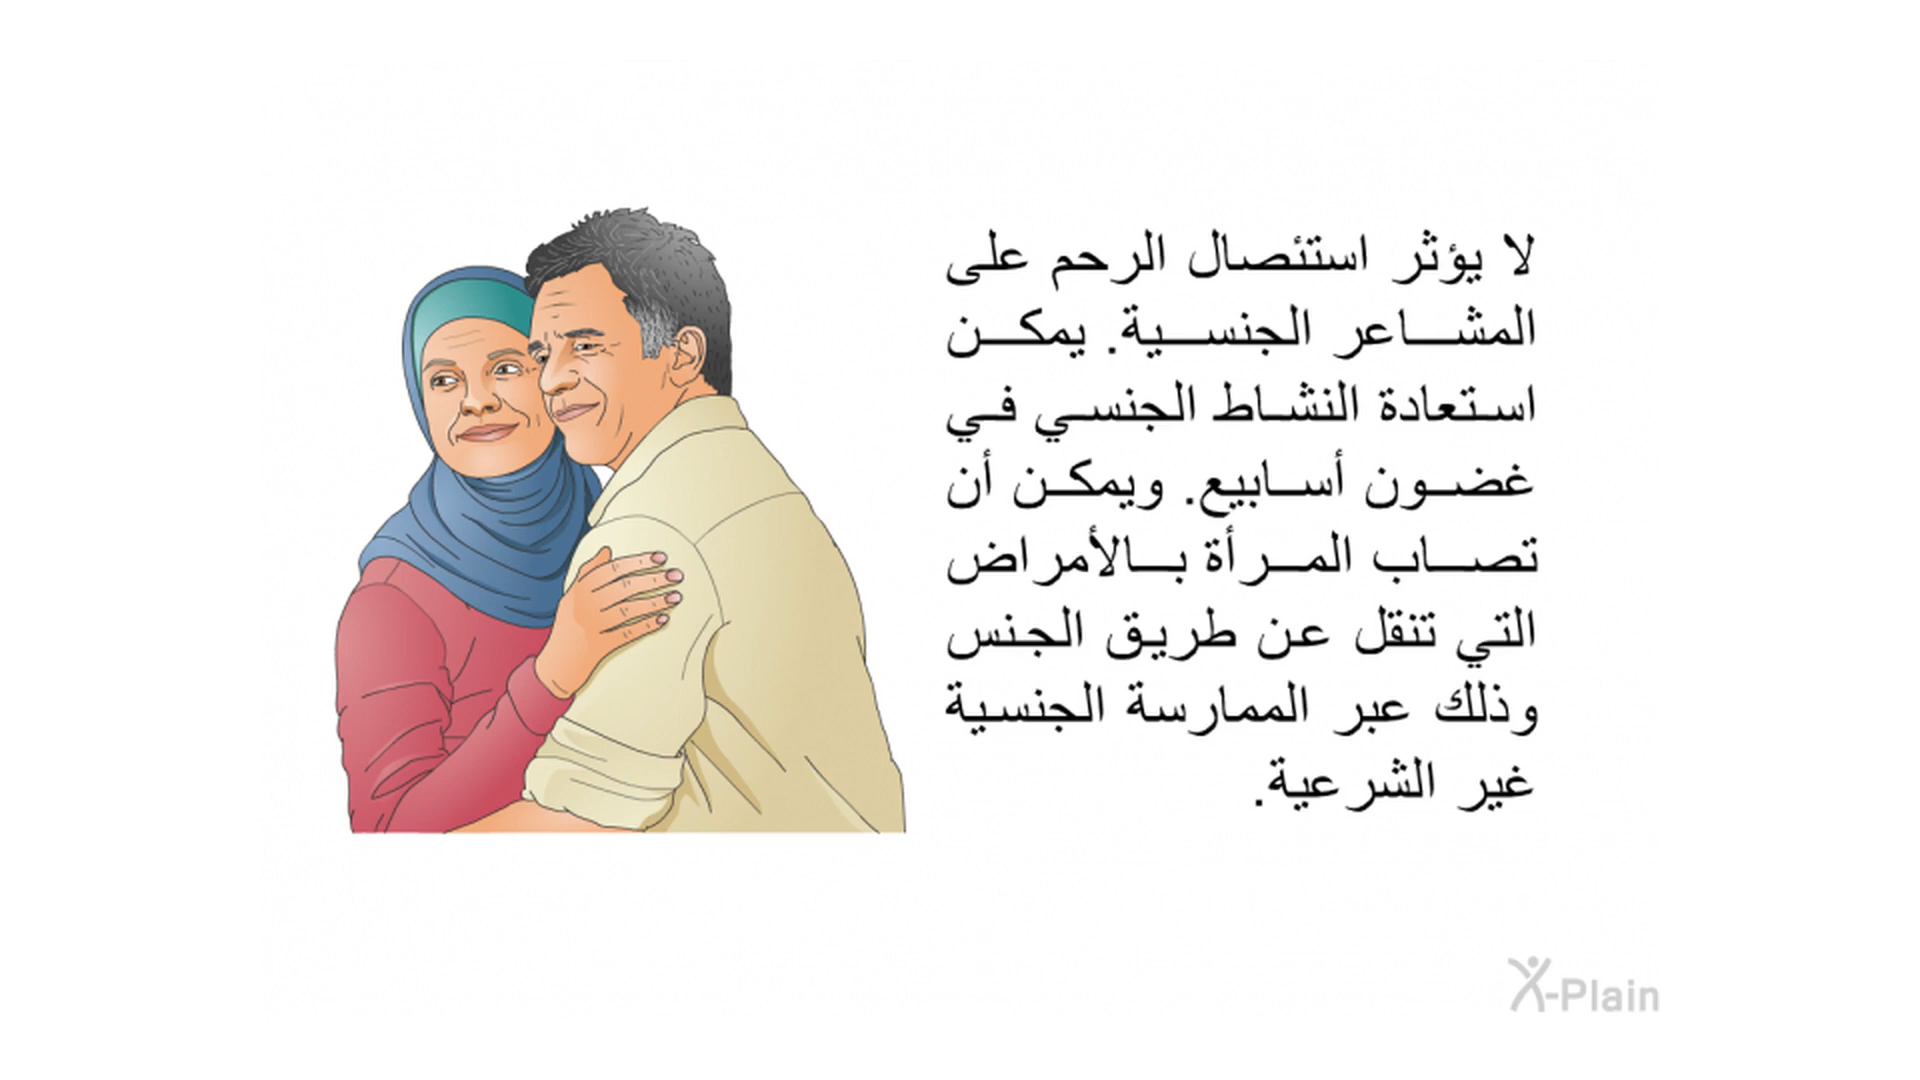 لا يؤثر استئصال الرحم على
المشاعر الجنسية. يمكن
استعادة النشاط الجنسي في
غضون أسابيع. ويمكن أن
تصاب المرأة بالأمراض
التي تنقل عن طريق الجنس
وذلك عبر الممارسة الجنسية
غير الشرعية.
X-Plain